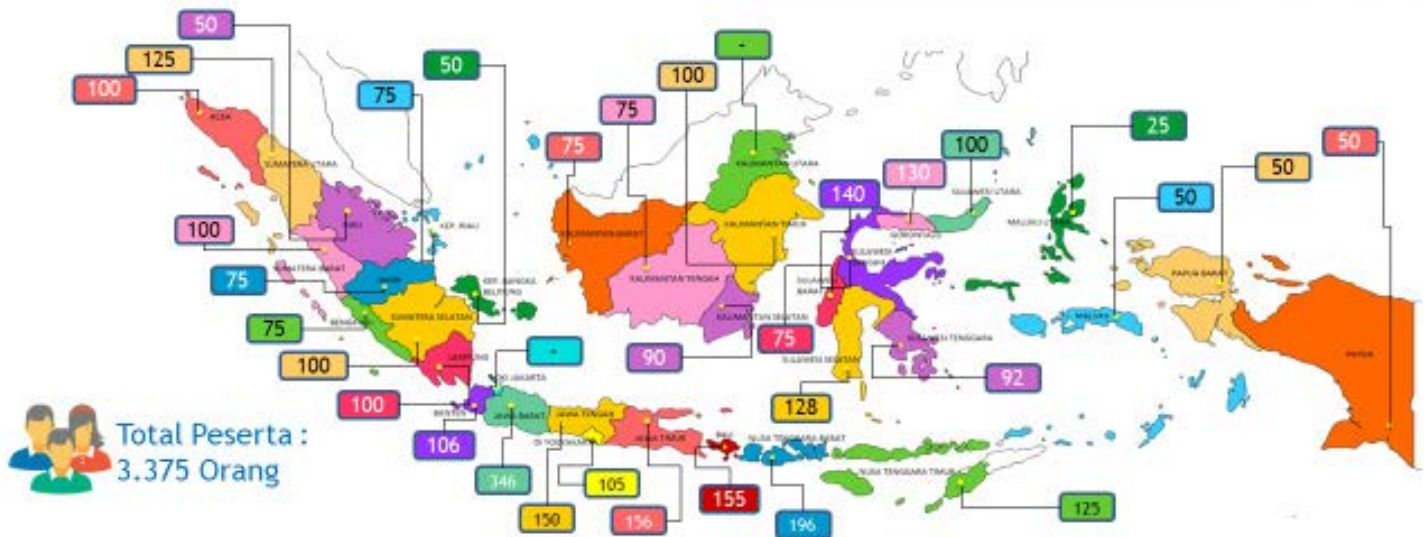 50
125
100
50
75
-
100
75
75
25
50
50
50
100
130
140
ACEH
SUMATERA UTARA
RIAU
KEP. RIAU
100
SUMATERA BARAT
75
JAMBI
KEP. BANGKA
BELITUNG
75
BENGKULU
SUMATERA SELATAN
100
LAMPUNG
100
KALIMANTAN UTARA
KALIMANTAN BARAT
KALIMANTAN TIMUR
KALIMANTAN TENGAH
KALIMANTAN SELATAN
90
SULAWESI UTARA
GORONTALO
SULAWESI
TENGAH
SULAWESI
BARAT
75
SULAWESI SELATAN
SULAWESI TENGGARA
92
128
MALUKU UTARA
MALUKU
PAPUA BARAT
PAPUA
-
DKI JAKARTA
BANTEN
106
JAWA BARAT
346
JAWA TENGAH
150
DI YOGYAKARTA
105
JAWA TIMUR
156
BALI
155
NUSA TENGGARA BARAT
196
NUSA TENGGARA TIMUR
125
Total Peserta :
3.375 Orang